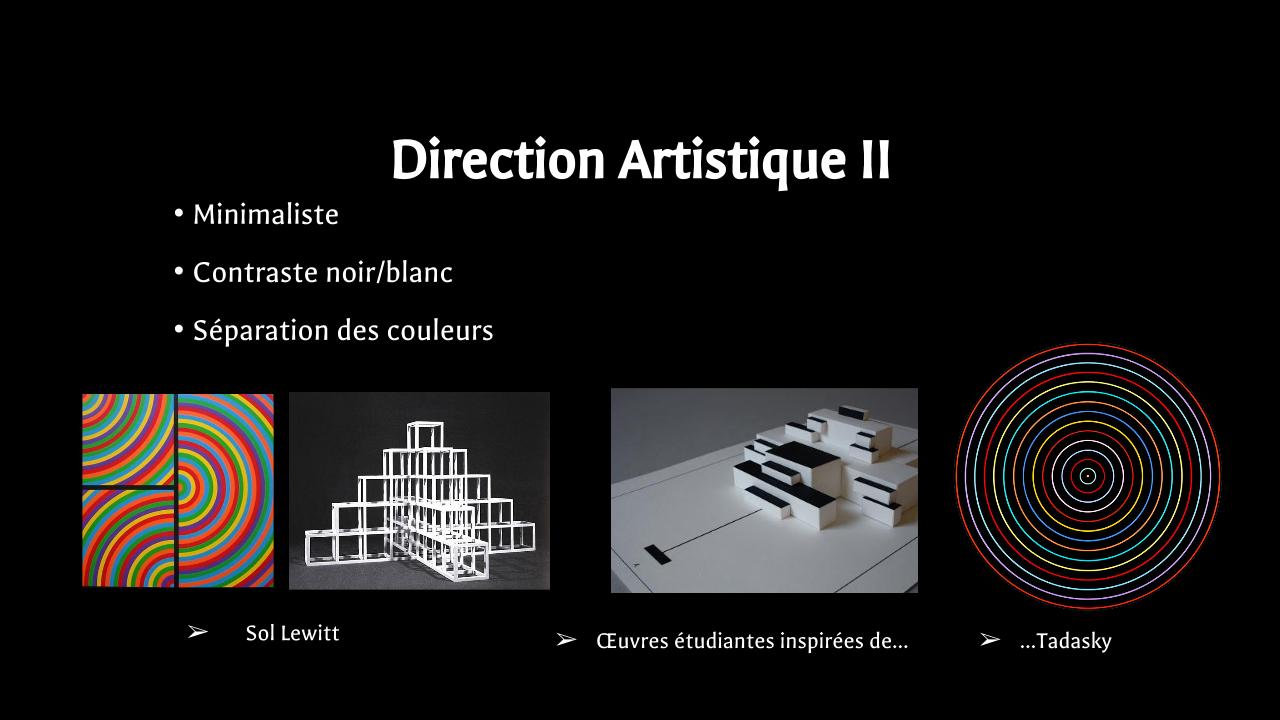 Direction Artistique II
• Minimaliste
• Contraste noir/blanc
• Séparation des couleurs
➢ Sol Lewitt
➢ Œuvres étudiantes inspirées de...
➢ ...Tadasky